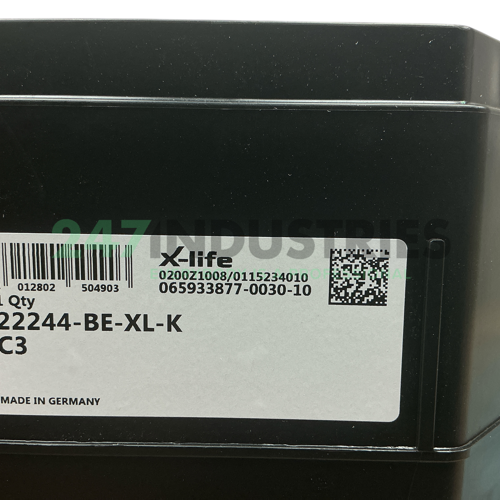 247INDUSTRIES
X-life
0200Z1008/0115234010
065933877-0030-10
012802 504903
1 Qty
22244-BE-XL-K
C3
MADE IN GERMANY